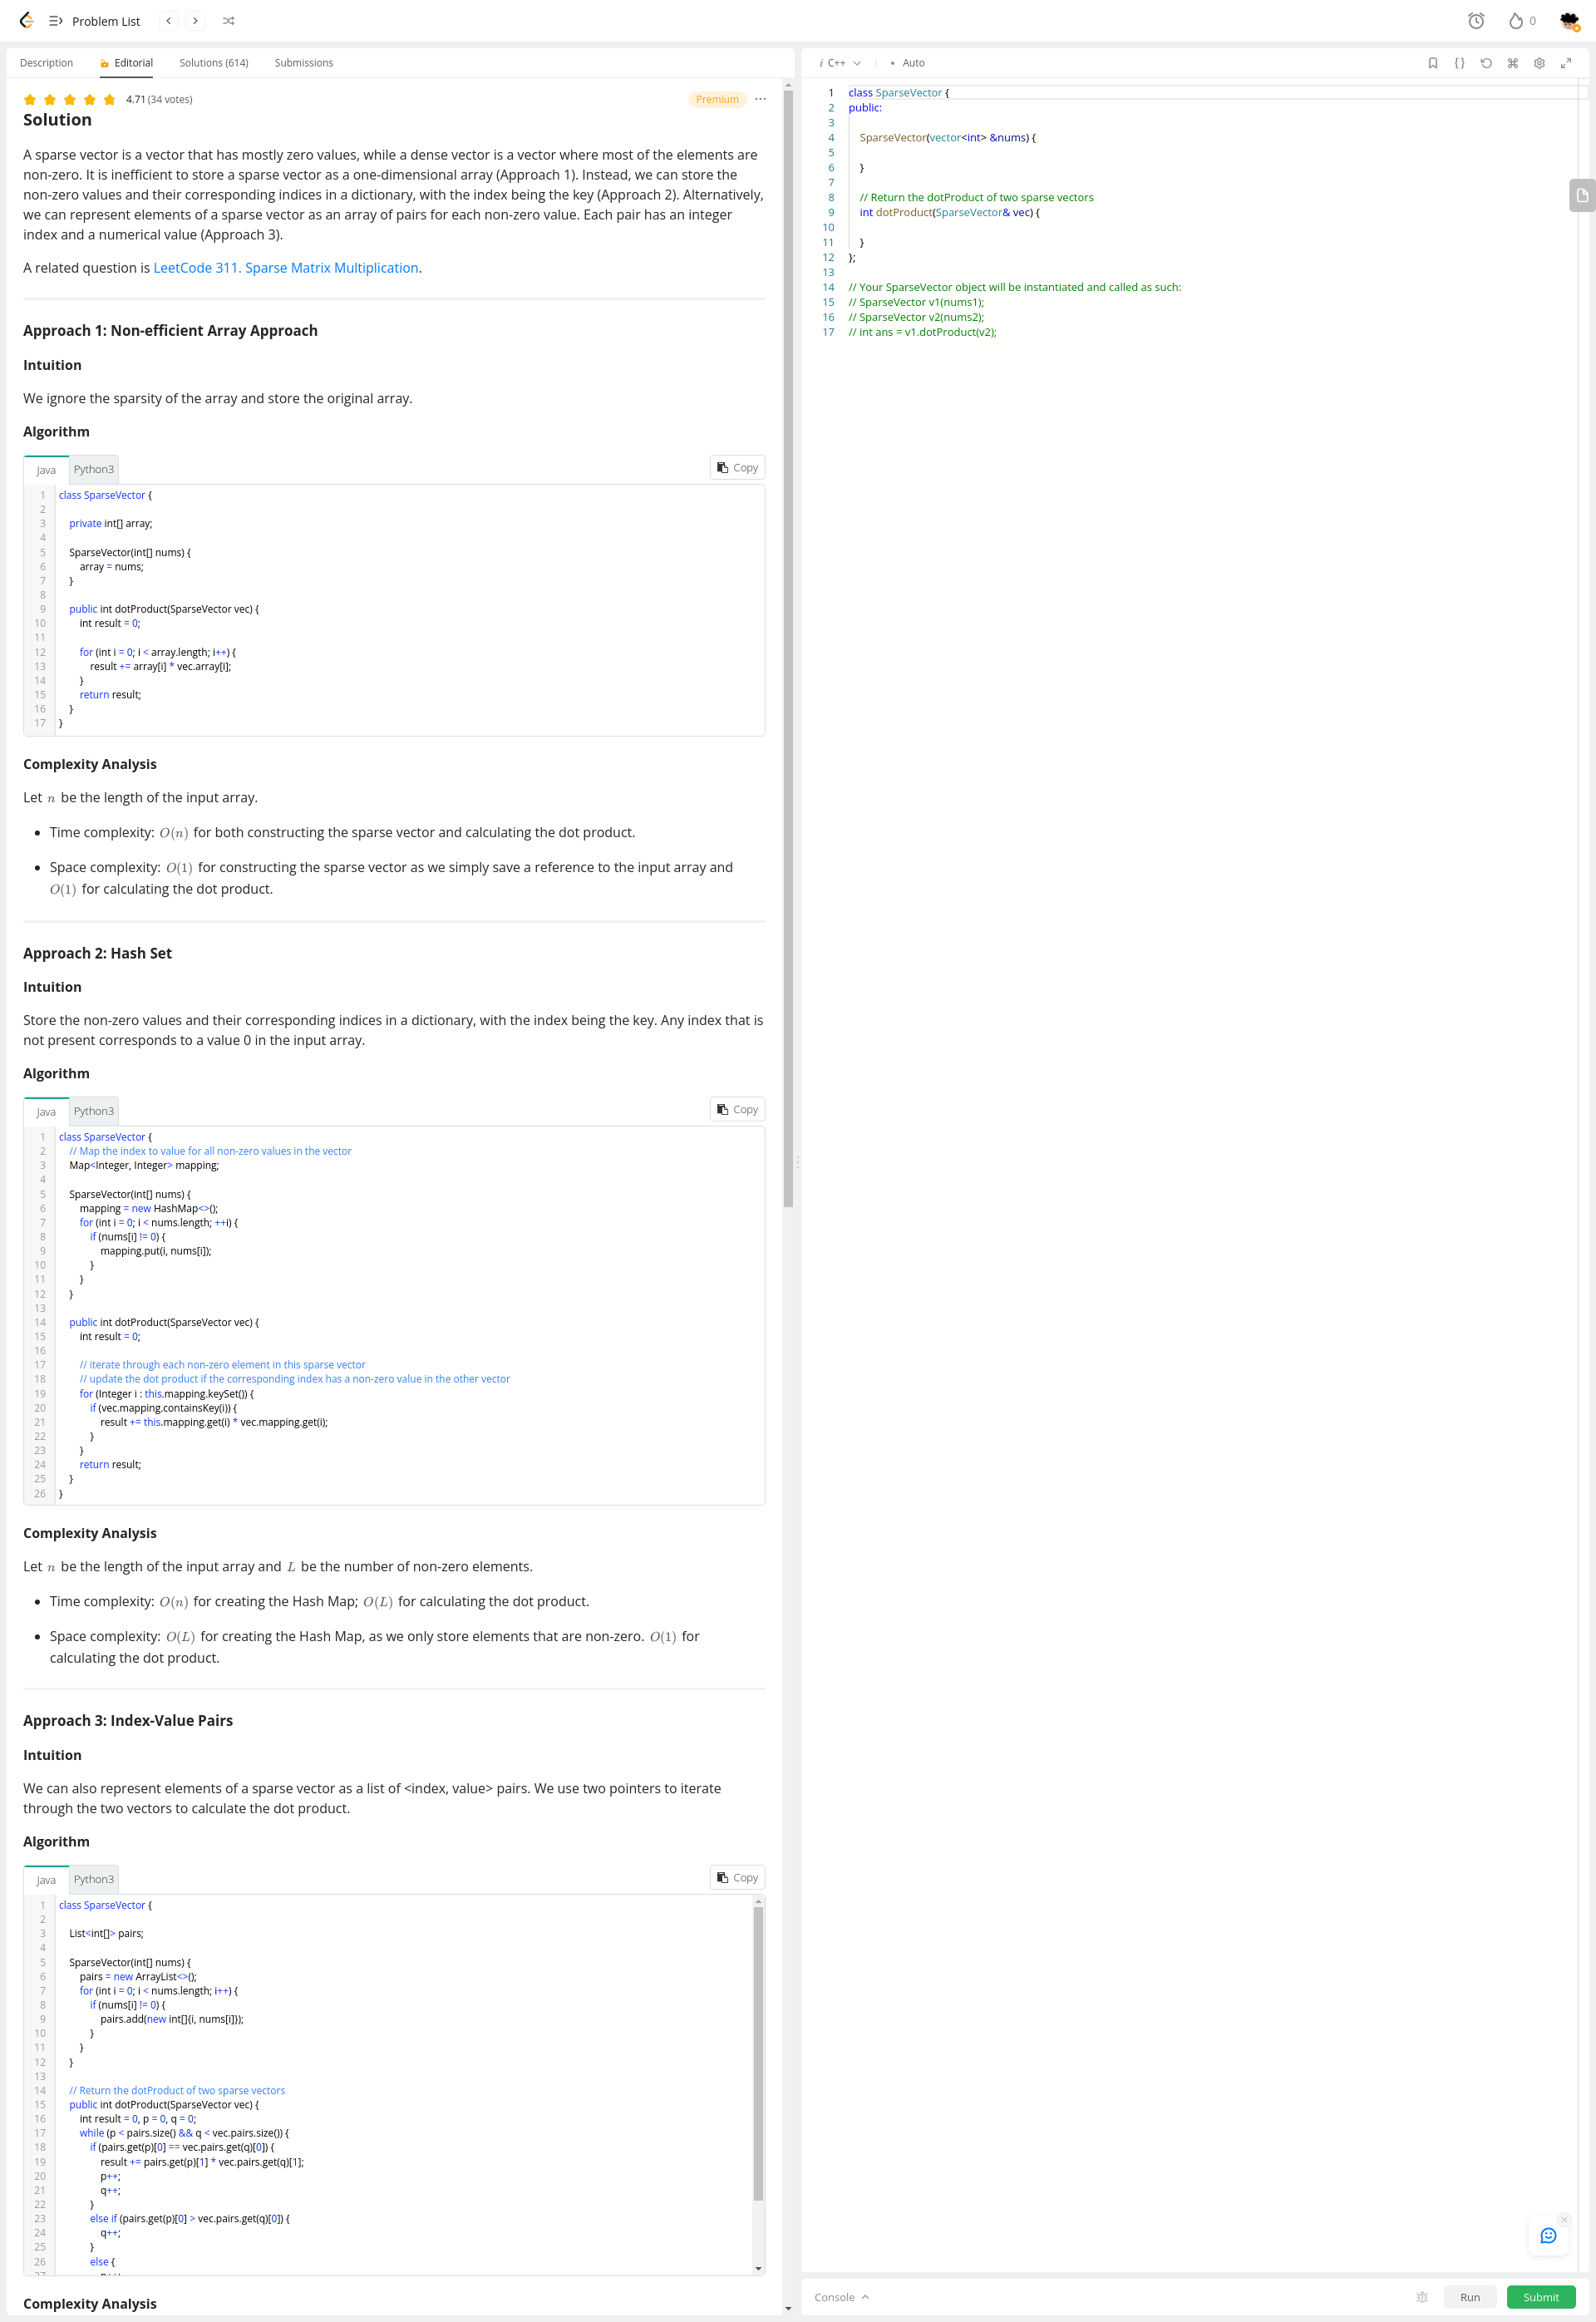 Problem List
0
Description Editorial Solutions (614) Submissions
4.71 (34 votes) Premium
Solution
A sparse vector is a vector that has mostly zero values, while a dense vector is a vector where most of the elements are
non-zero. It is inefficient to store a sparse vector as a one-dimensional array (Approach 1). Instead, we can store the
non-zero values and their corresponding indices in a dictionary, with the index being the key (Approach 2). Alternatively,
we can represent elements of a sparse vector as an array of pairs for each non-zero value. Each pair has an integer
index and a numerical value (Approach 3).
A related question is LeetCode 311. Sparse Matrix Multiplication.
Approach 1: Non-efficient Array Approach
Intuition
We ignore the sparsity of the array and store the original array.
Algorithm
Java Python3 Copy
1 class SparseVector {
2
3 private int[] array;
4
5 SparseVector(int[] nums) {
6 array = nums;
7 }
8
9 public int dotProduct(SparseVector vec) {
10 int result = 0;
11
12 for (int i = 0; i < array.length; i++) {
13 result += array[i] * vec.array[i];
14 }
15 return result;
16 }
17 }
Complexity Analysis
Let n be the length of the input array.
• Time complexity: O(n) for both constructing the sparse vector and calculating the dot product.
• Space complexity: O(1) for constructing the sparse vector as we simply save a reference to the input array and
O(1) for calculating the dot product.
Approach 2: Hash Set
Intuition
Store the non-zero values and their corresponding indices in a dictionary, with the index being the key. Any index that is
not present corresponds to a value 0 in the input array.
Algorithm
Java Python3 Copy
1 class SparseVector {
2 // Map the index to value for all non-zero values in the vector
3 Map<Integer, Integer> mapping;
4
5 SparseVector(int[] nums) {
6 mapping = new HashMap<>();
7 for (int i = 0; i < nums.length; ++i) {
8 if (nums[i] != 0) {
9 mapping.put(i, nums[i]);
10 }
11 }
12 }
13
14 public int dotProduct(SparseVector vec) {
15 int result = 0;
16
17 // iterate through each non-zero element in this sparse vector
18 // update the dot product if the corresponding index has a non-zero value in the other vector
19 for (Integer i : this.mapping.keySet()) {
20 if (vec.mapping.containsKey(i)) {
21 result += this.mapping.get(i) * vec.mapping.get(i);
22 }
23 }
24 return result;
25 }
26 }
Complexity Analysis
Let n be the length of the input array and L be the number of non-zero elements.
• Time complexity: O(n) for creating the Hash Map; O(L) for calculating the dot product.
• Space complexity: O(L) for creating the Hash Map, as we only store elements that are non-zero. O(1) for
calculating the dot product.
Approach 3: Index-Value Pairs
Intuition
We can also represent elements of a sparse vector as a list of <index, value> pairs. We use two pointers to iterate
through the two vectors to calculate the dot product.
Algorithm
Java Python3 Copy
1 class SparseVector {
2
3 List<int[]> pairs;
4
5 SparseVector(int[] nums) {
6 pairs = new ArrayList<>();
7 for (int i = 0; i < nums.length; i++) {
8 if (nums[i] != 0) {
9 pairs.add(new int[]{i, nums[i]});
10 }
11 }
12 }
13
14 // Return the dotProduct of two sparse vectors
15 public int dotProduct(SparseVector vec) {
16 int result = 0, p = 0, q = 0;
17 while (p < pairs.size() && q < vec.pairs.size()) {
18 if (pairs.get(p)[0] == vec.pairs.get(q)[0]) {
19 result += pairs.get(p)[1] * vec.pairs.get(q)[1];
20 p++;
21 q++;
22 }
23 else if (pairs.get(p)[0] > vec.pairs.get(q)[0]) {
24 q++;
25 }
26 else {
Complexity Analysis
i C++ • Auto
1 class SparseVector {
2 public:
3
4 SparseVector(vector<int> &nums) {
5
6 }
7
8 // Return the dotProduct of two sparse vectors
9 int dotProduct(SparseVector& vec) {
10
11 }
12 };
13
14 // Your SparseVector object will be instantiated and called as such:
15 // SparseVector v1(nums1);
16 // SparseVector v2(nums2);
17 // int ans = v1.dotProduct(v2);
Console Run Submit